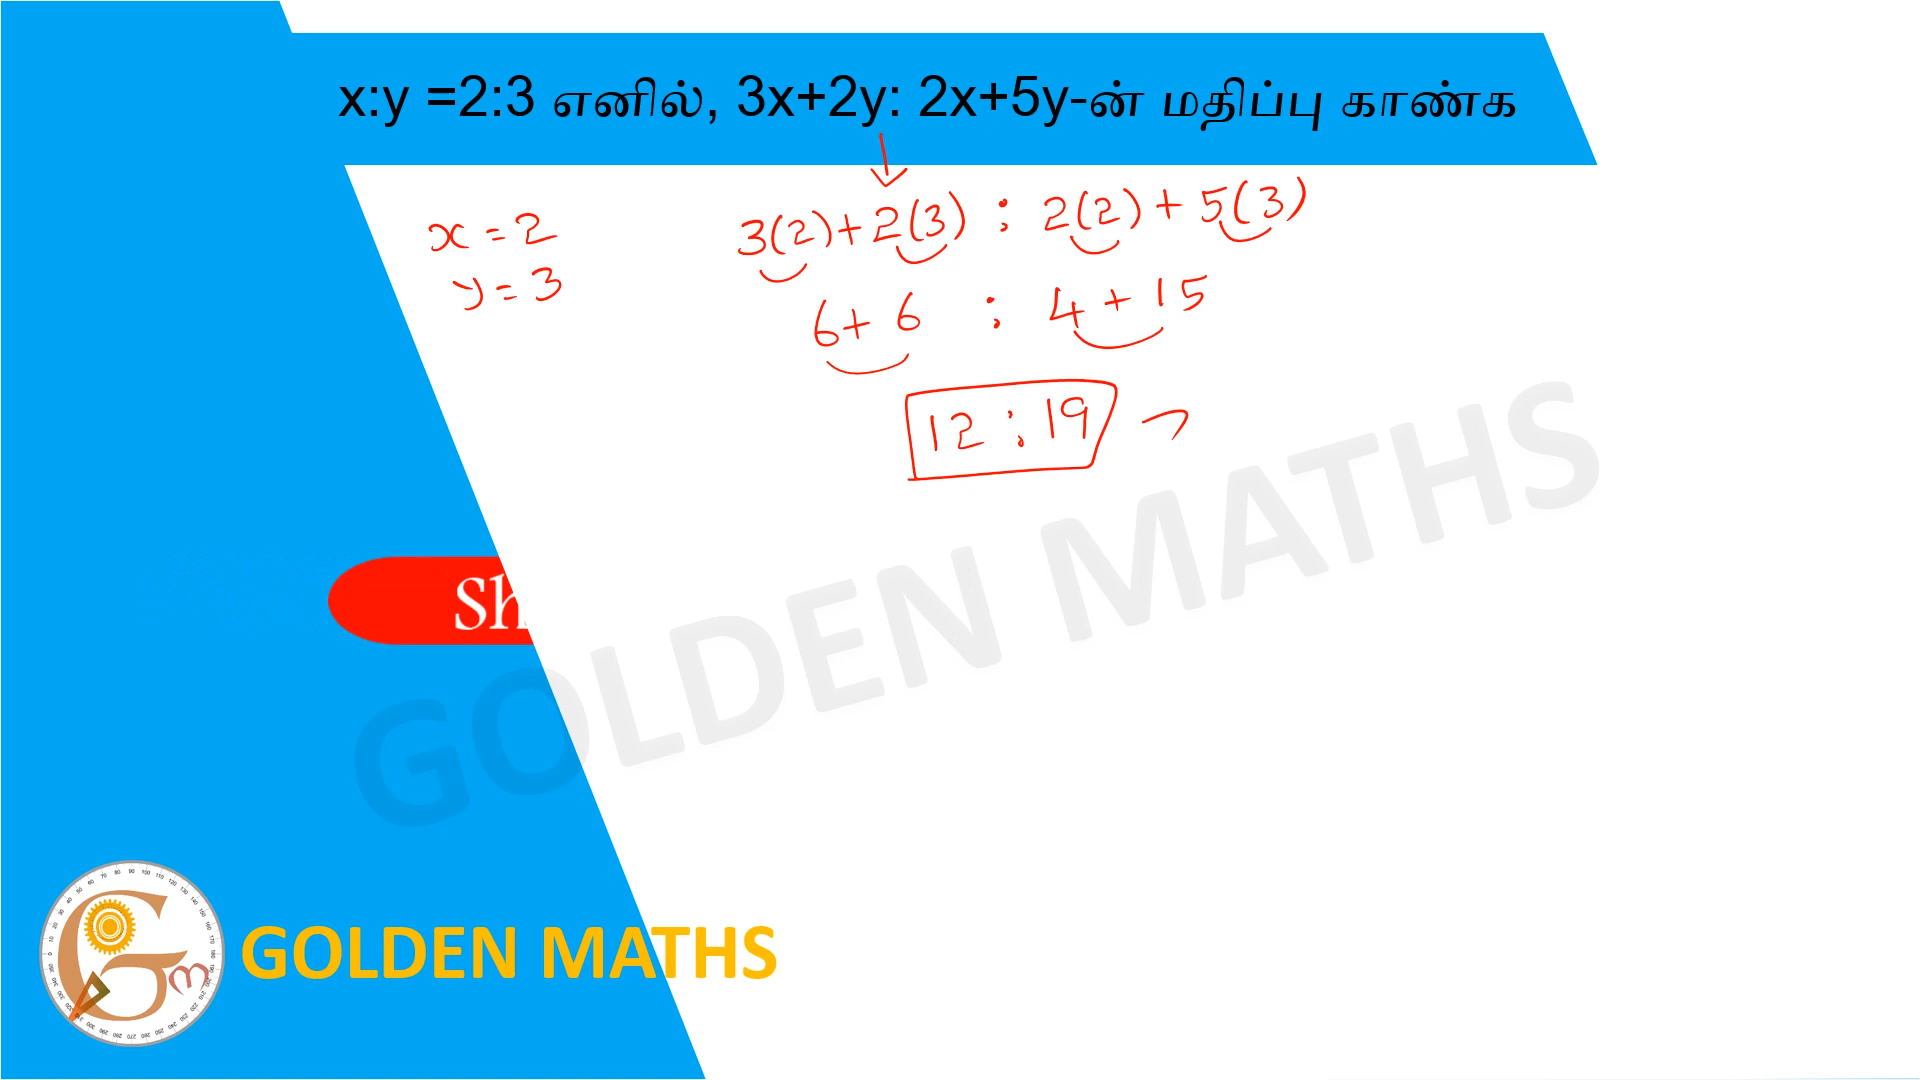 x:y =2:3 எனில், 3x+2y: 2x+5y-ன் மதிப்பு காண்க
x = 2
y = 3
3(2)+2(3) : 2(2) + 5(3)
6+ 6 : 4 + 15
12 : 19
Sh
GOLDEN MATHS
GOLDEN MATHS